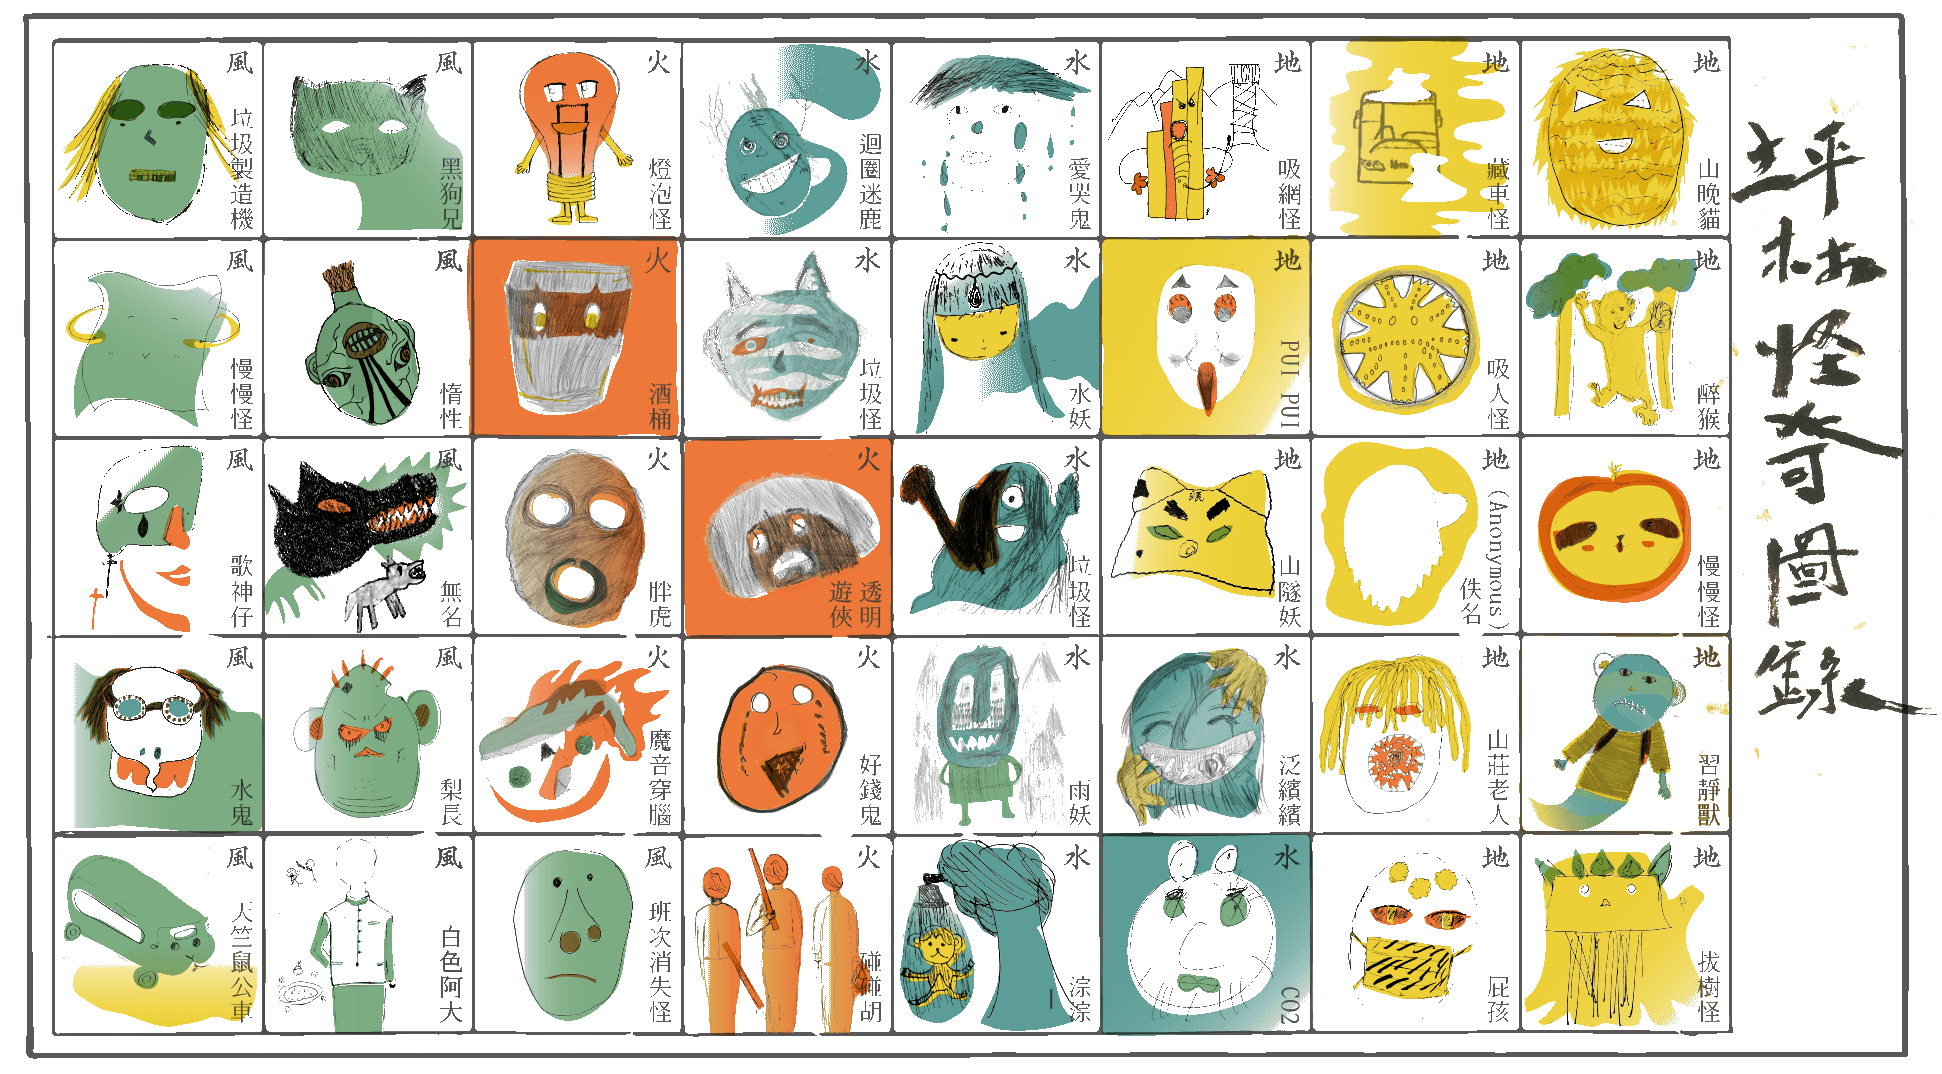 坪林怪奇圖錄
地
山晚貓
地
藏車怪
地
吸網怪
水
愛哭鬼
水
迴圈迷鹿
火
燈泡怪
風
黑狗兄
風
垃圾製造機
地
醉猴
地
吸人怪
地
PUI PUI
水
水妖
水
垃圾怪
火
酒桶
風
惰性
風
慢慢怪
地
慢慢怪
地
(Anonymous)
佚名
地
山隧妖
水
垃圾怪
火
透明
遊俠
火
胖虎
風
無名
風
歌神仔
地
習靜獸
地
山莊老人
水
泛繽繽
水
雨妖
火
好錢鬼
火
魔音穿腦
風
梨長
風
水鬼
地
拔樹怪
地
屁孩
水
CO2
水
淙淙
火
碰碰胡
風
班次消失怪
風
白色阿大
風
天竺鼠公車